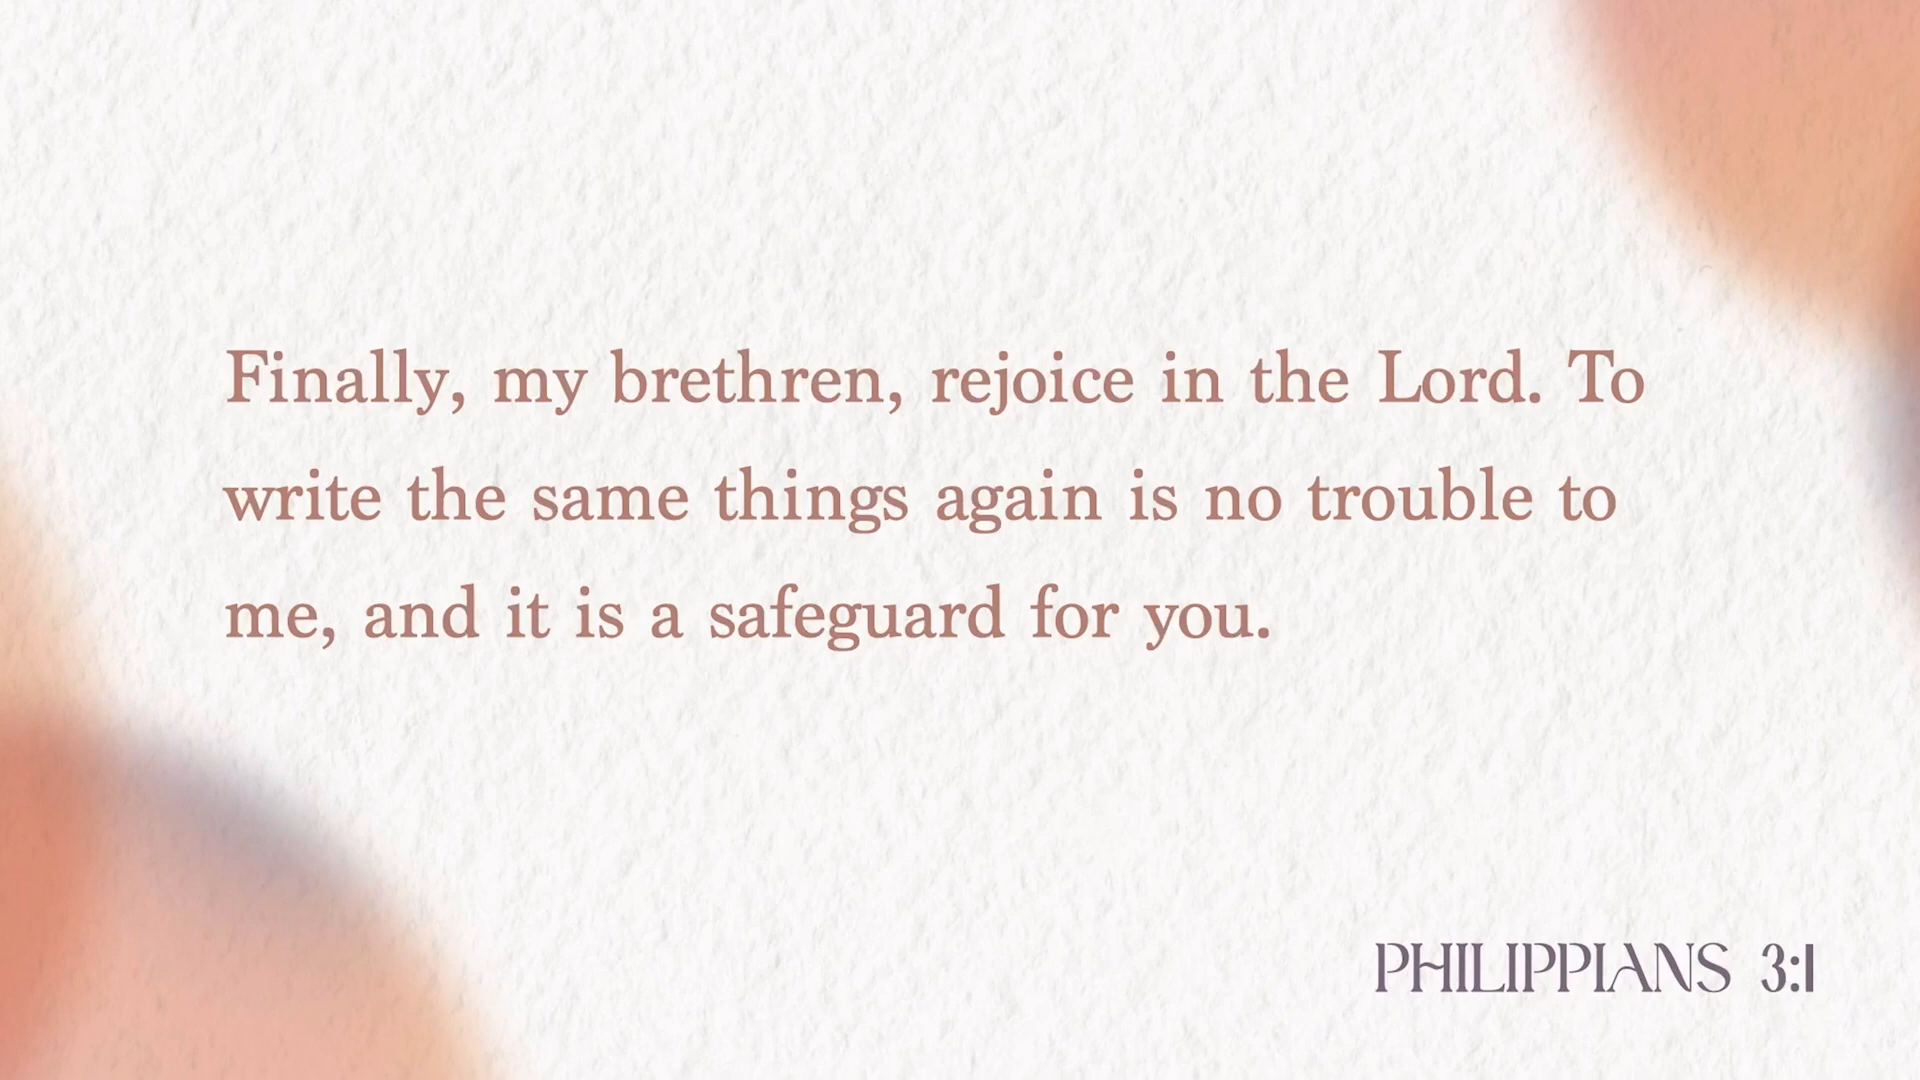 Finally, my brethren, rejoice in the Lord. To
write the same things again is no trouble to
me, and it is a safeguard for you.
PHILIPPIANS 3:1